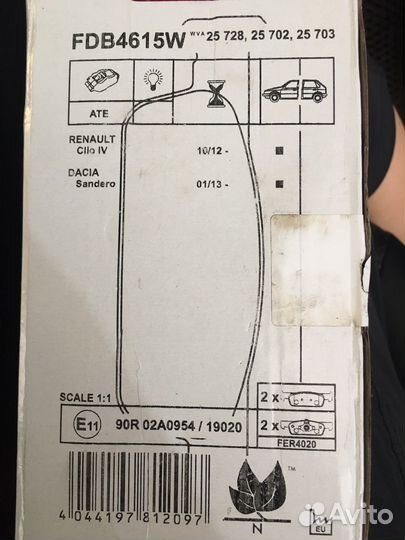 FDB4615W WVA 25 728, 25 702, 25 703
ATE
RENAULT
Clio IV 10/12 -
DACIA
Sandero 01/13 -
SCALE 1:1
2 x
E11 90R 02A0954 / 19020
2 x
FER4020
TM
4 044197 812097
N
EU
Avito